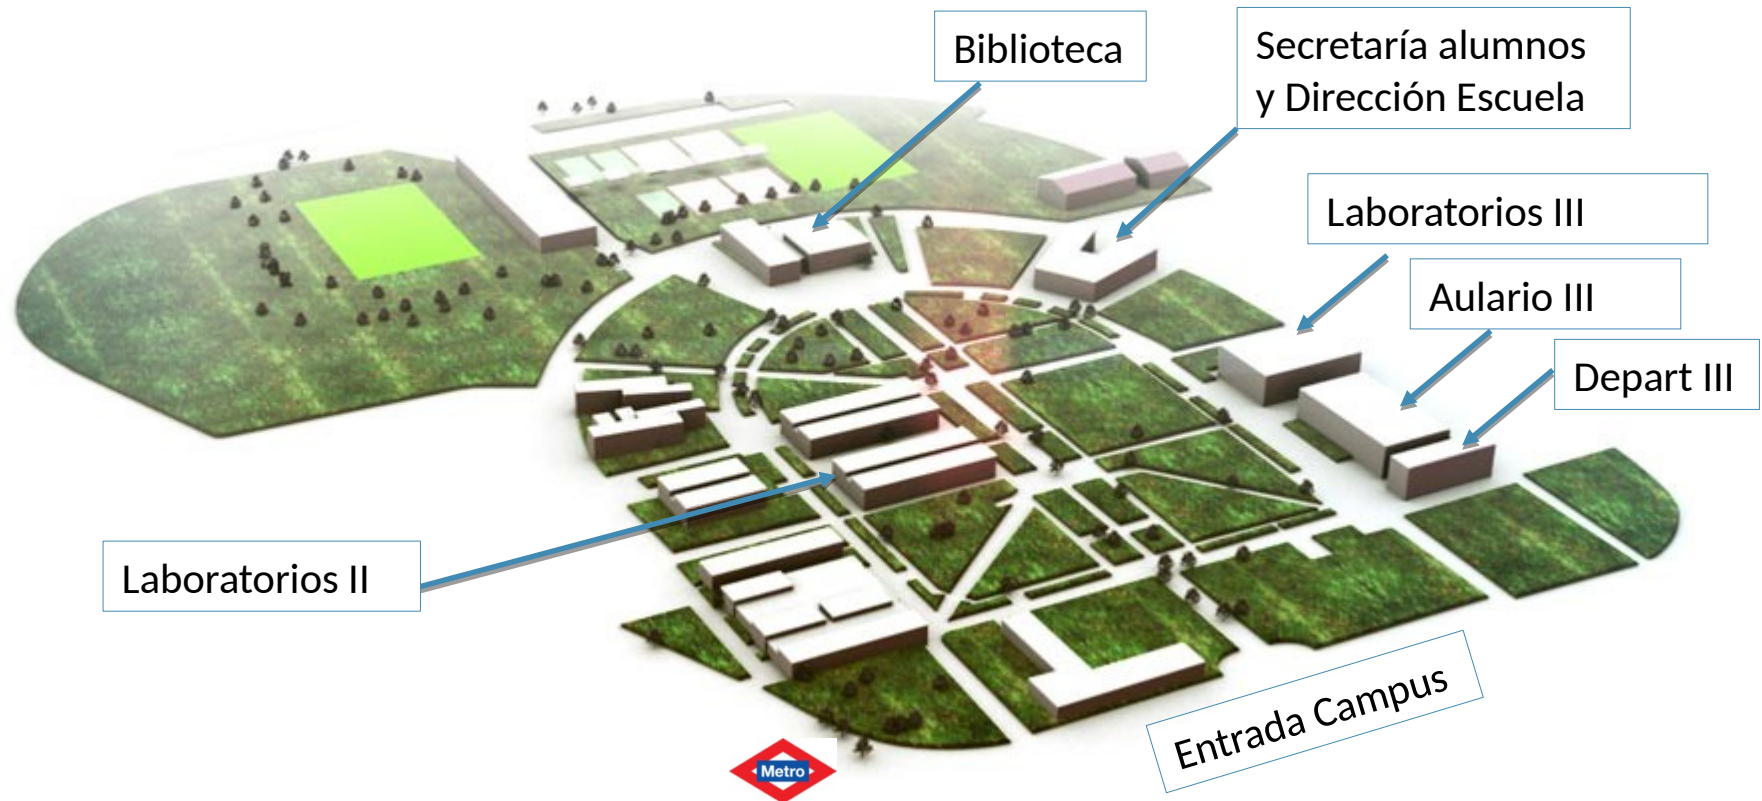 Biblioteca
Secretaría alumnos
y Dirección Escuela
Laboratorios III
Aulario III
Depart III
Laboratorios II
Entrada Campus
Metro